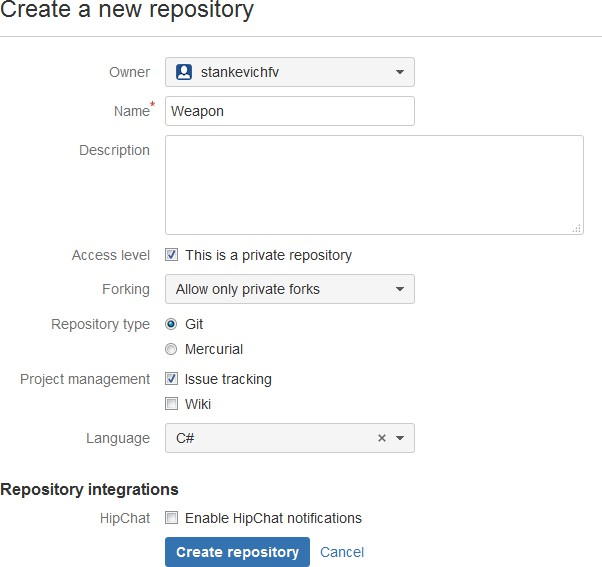 Create a new repository
Owner stankevichfv
Name* Weapon
Description
Access level This is a private repository
Forking Allow only private forks
Repository type Git
Mercurial
Project management Issue tracking
Wiki
Language C#
Repository integrations
HipChat Enable HipChat notifications
Create repository Cancel